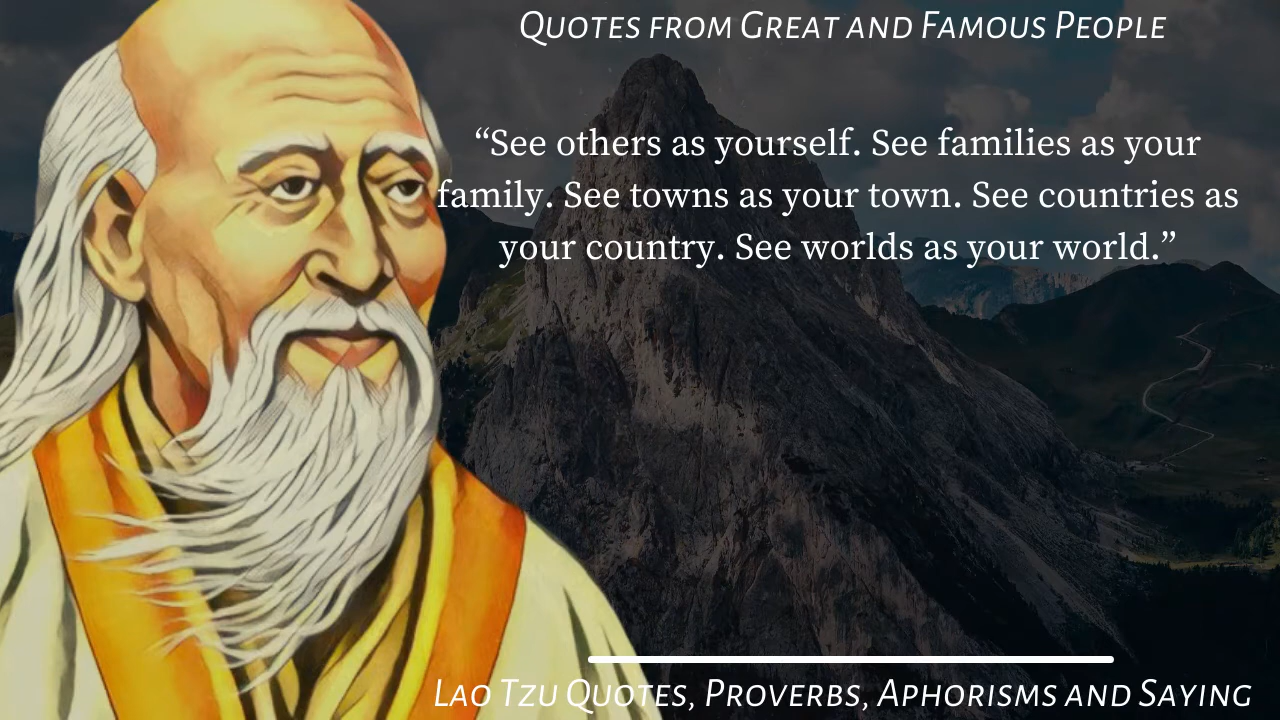 Quotes from Great and Famous People
“See others as yourself. See families as your
family. See towns as your town. See countries as
your country. See worlds as your world.”
Lao Tzu Quotes, Proverbs, Aphorisms and Saying